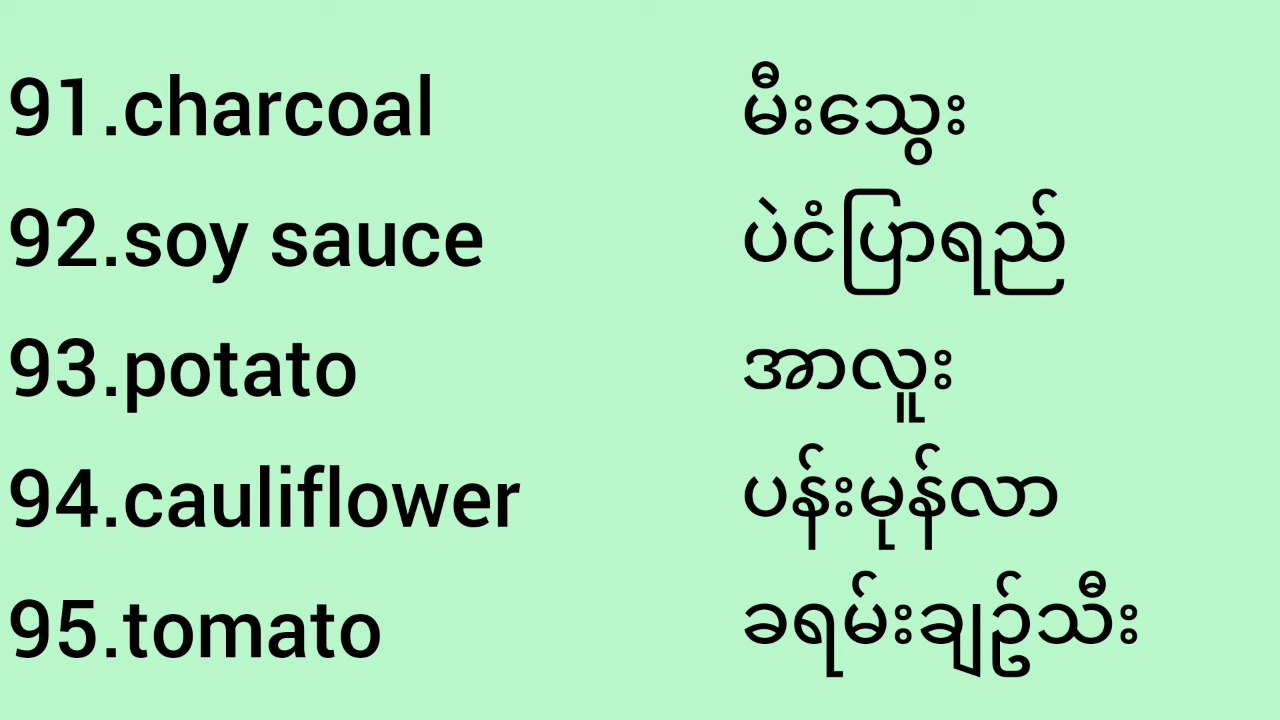 91.charcoal မီးသွေး
92.soy sauce ပဲငံပြာရည်
93.potato အာလူး
94.cauliflower ပန်းမုန်လာ
95.tomato ခရမ်းချဥ်သီး